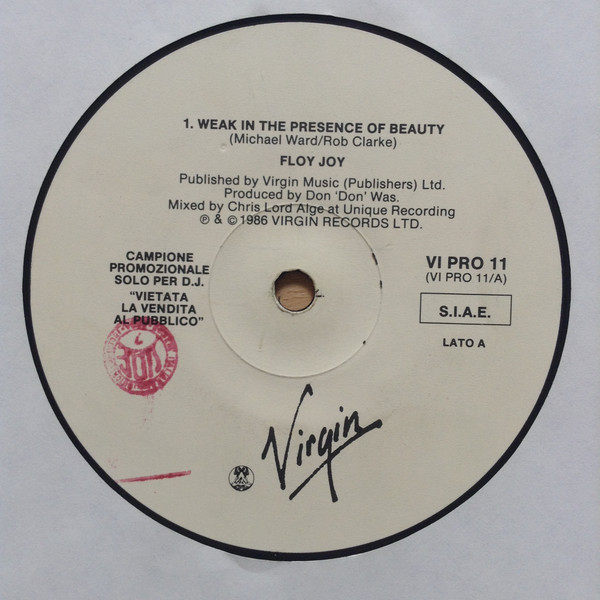 1. WEAK IN THE PRESENCE OF BEAUTY
(Michael Ward/Rob Clarke)
FLOY JOY
Published by Virgin Music (Publishers) Ltd.
Produced by Don 'Don' Was.
Mixed by Chris Lord Alge at Unique Recording
℗ & © 1986 VIRGIN RECORDS LTD.
CAMPIONE
PROMOZIONALE
SOLO PER D.J.
"VIETATA
LA VENDITA
AL PUBBLICO"
VI PRO 11
(VI PRO 11/A)
S.I.A.E.
LATO A
Virgin